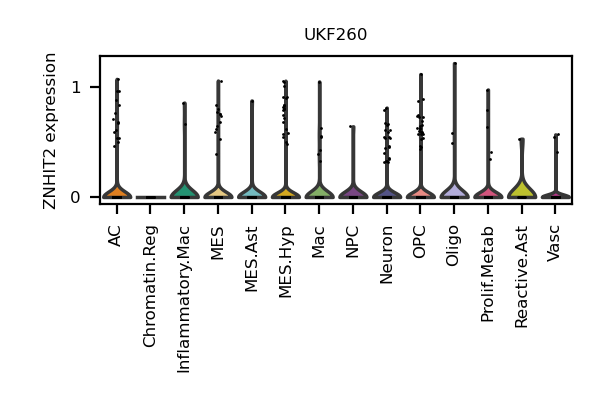 UKF260
ZNHIT2 expression
1
0
AC
Chromatin.Reg
Inflammatory.Mac
MES
MES.Ast
MES.Hyp
Mac
NPC
Neuron
OPC
Oligo
Prolif.Metab
Reactive.Ast
Vasc